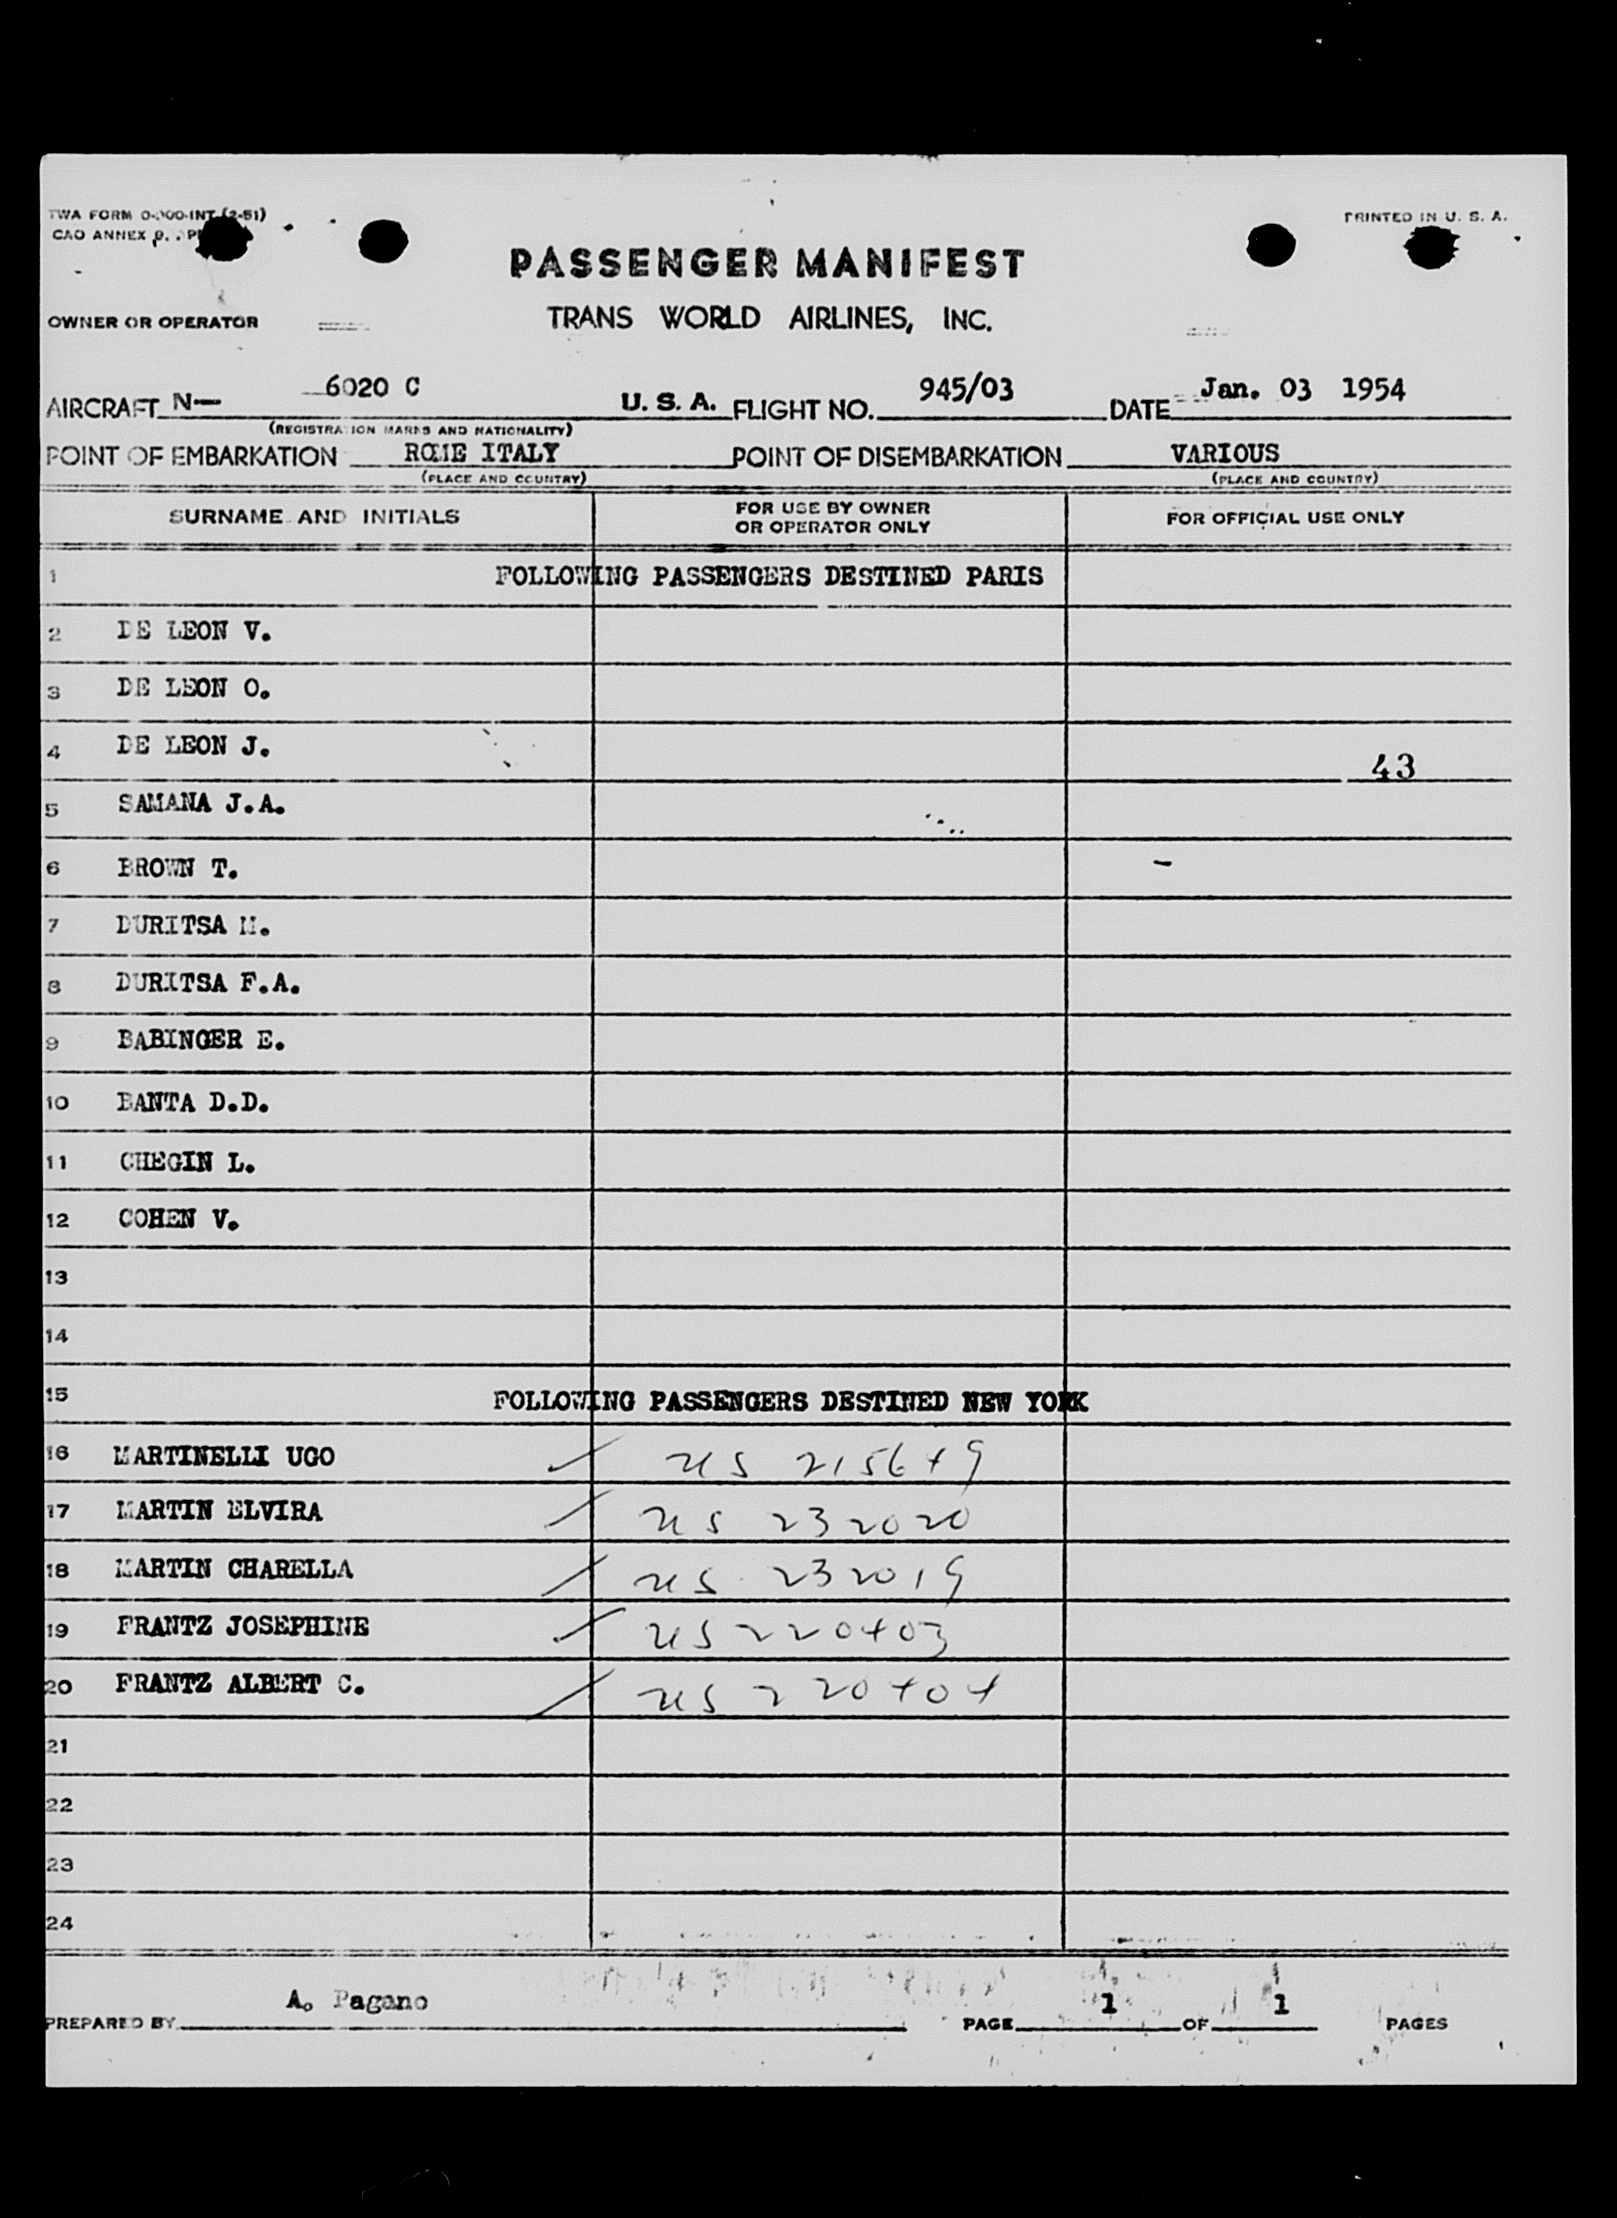 TWA FORM 0-300-INT (2-51)
PRINTED IN U. S. A.
CAO ANNEX 9.
PASSENGER MANIFEST
OWNER OR OPERATOR
TRANS WORLD AIRLINES, INC.
AIRCRAFT N— 6020 C U. S. A. FLIGHT NO. 945/03 DATE Jan. 03 1954
(REGISTRATION MARKS AND NATIONALITY)
POINT OF EMBARKATION ROME ITALY POINT OF DISEMBARKATION VARIOUS
(PLACE AND COUNTRY) (PLACE AND COUNTRY)
SURNAME AND INITIALS FOR USE BY OWNER OR OPERATOR ONLY FOR OFFICIAL USE ONLY
1 FOLLOWING PASSENGERS DESTINED PARIS
2 DE LEON V.
3 DE LEON O.
4 DE LEON J. 43
5 SAMANA J.A.
6 BROWN T.
7 DURITSA M.
8 DURITSA F.A.
9 BABINGER E.
10 BANTA D.D.
11 CHEGIN L.
12 COHEN V.
13
14
15 FOLLOWING PASSENGERS DESTINED NEW YORK
16 MARTINELLI UGO US 215649
17 MARTIN ELVIRA US 232020
18 MARTIN CHARELLA US 232019
19 FRANTZ JOSEPHINE US 220403
20 FRANTZ ALBERT C. US 220404
21
22
23
24
PREPARED BY A. Pagano PAGE 1 OF 1 PAGES